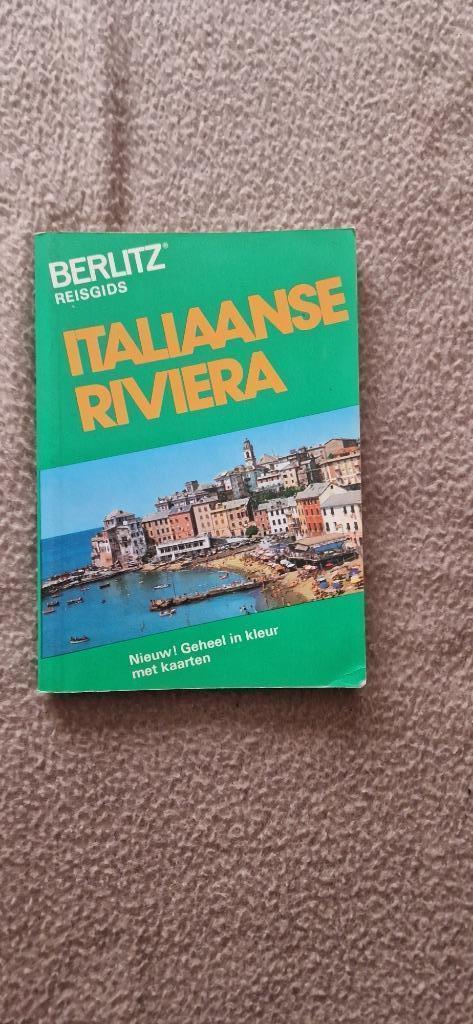 BERLITZ®
REISGIDS
ITALIAANSE
RIVIERA
Nieuw! Geheel in kleur
met kaarten